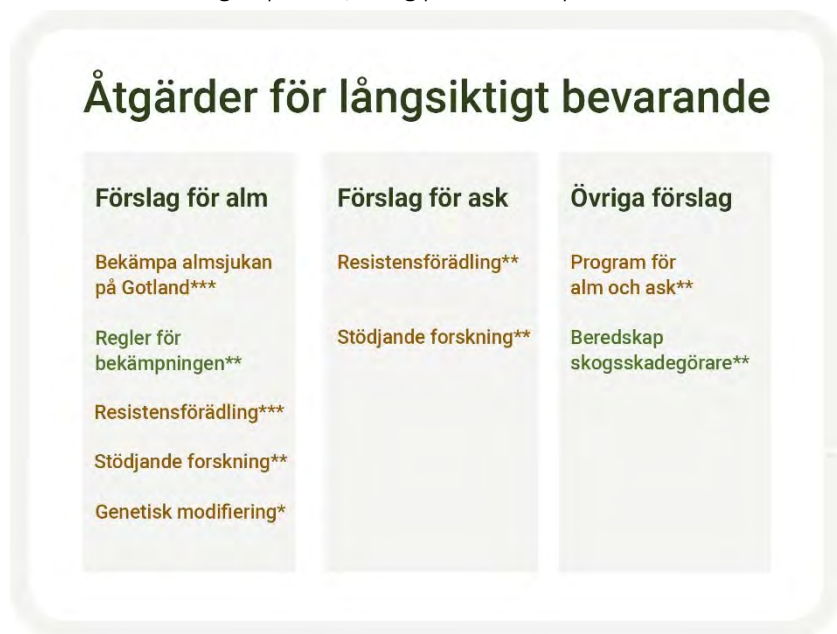 Åtgärder för långsiktigt bevarande
Förslag för alm
Bekämpa almsjukan
på Gotland***
Regler för
bekämpningen**
Resistensförädling***
Stödjande forskning**
Genetisk modifiering*
Förslag för ask
Resistensförädling**
Stödjande forskning**
Övriga förslag
Program för
alm och ask**
Beredskap
skogsskadegörare**